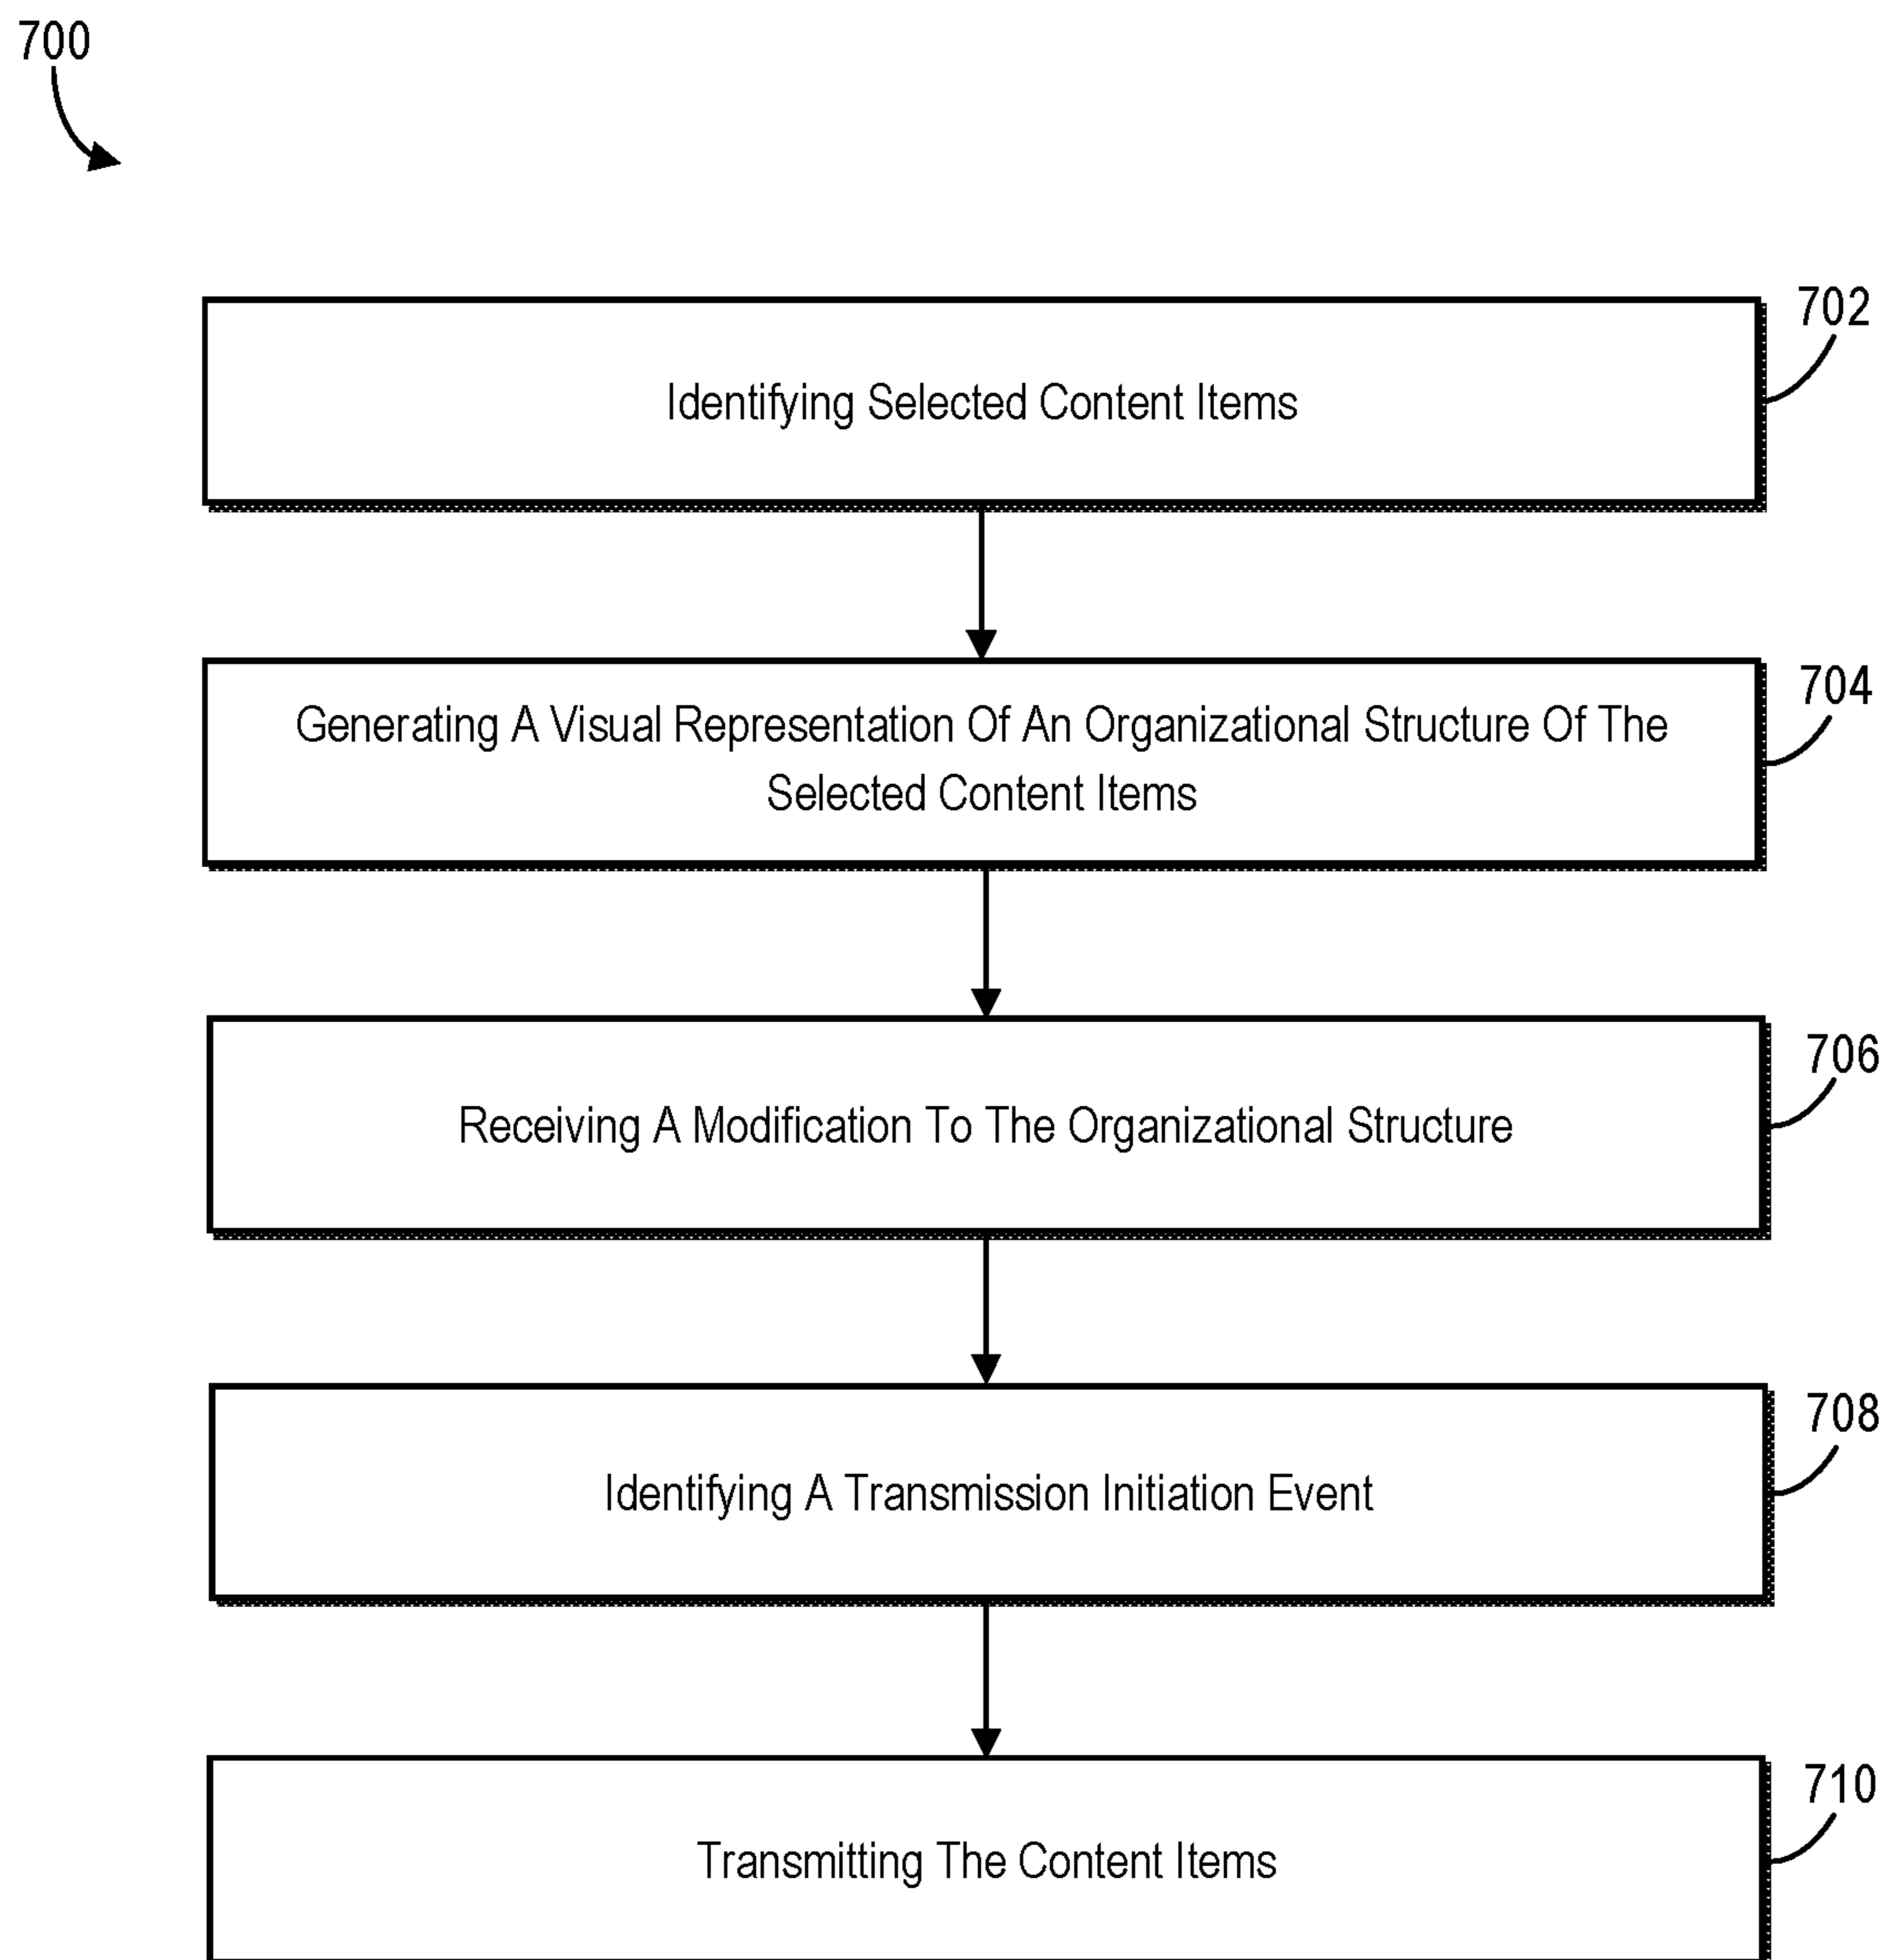 700
702
Identifying Selected Content Items
704
Generating A Visual Representation Of An Organizational Structure Of The
Selected Content Items
706
Receiving A Modification To The Organizational Structure
708
Identifying A Transmission Initiation Event
710
Transmitting The Content Items